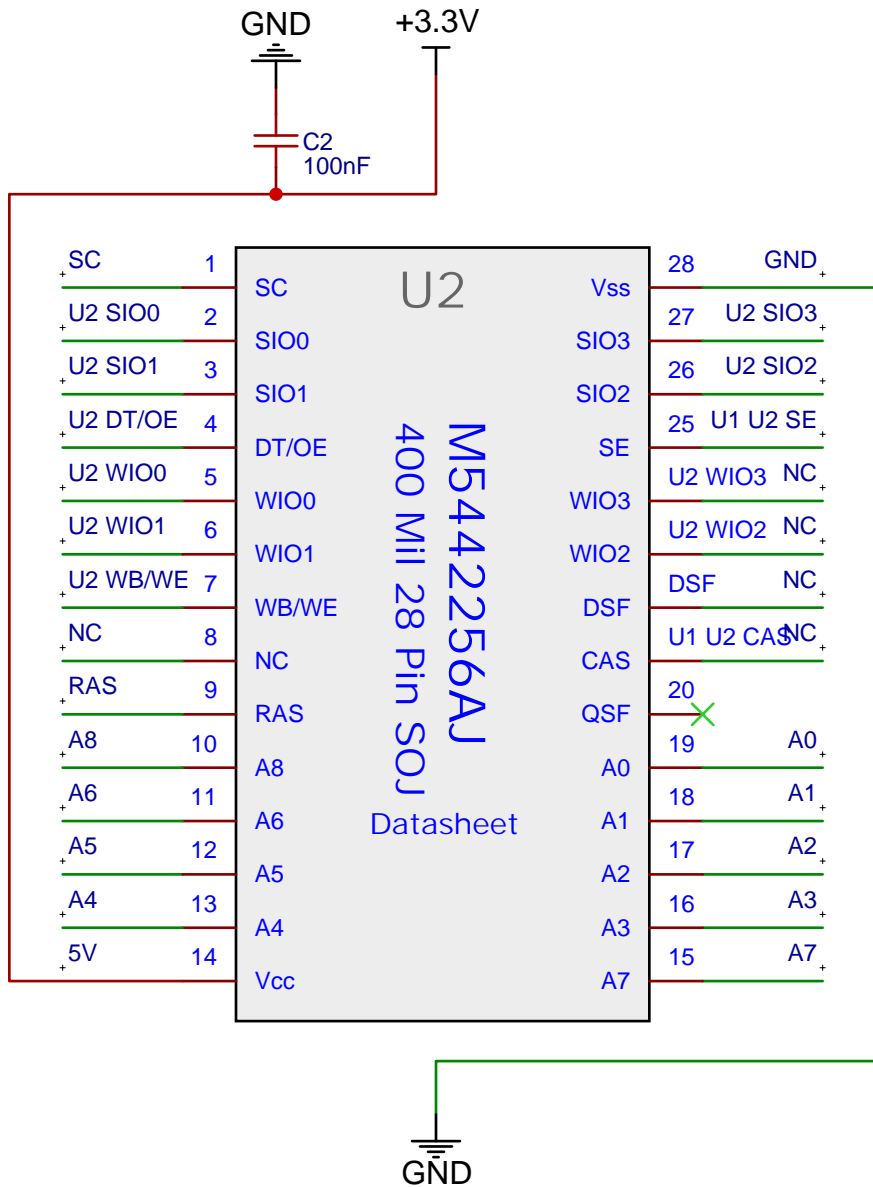 GND
+3.3V
C2
100nF
SC 1 SC
U2 SIO0 2 SIO0
U2 SIO1 3 SIO1
U2 DT/OE 4 DT/OE
U2 WIO0 5 WIO0
U2 WIO1 6 WIO1
U2 WB/WE 7 WB/WE
NC 8 NC
RAS 9 RAS
A8 10 A8
A6 11 A6
A5 12 A5
A4 13 A4
5V 14 Vcc
U2
M5442256AJ
400 Mil 28 Pin SOJ
Datasheet
Vss 28 GND
SIO3 27 U2 SIO3
SIO2 26 U2 SIO2
SE 25 U1 U2 SE
WIO3 U2 WIO3 NC
WIO2 U2 WIO2 NC
DSF DSF NC
CAS U1 U2 CAS NC
QSF 20
A0 19 A0
A1 18 A1
A2 17 A2
A3 16 A3
A7 15 A7
GND